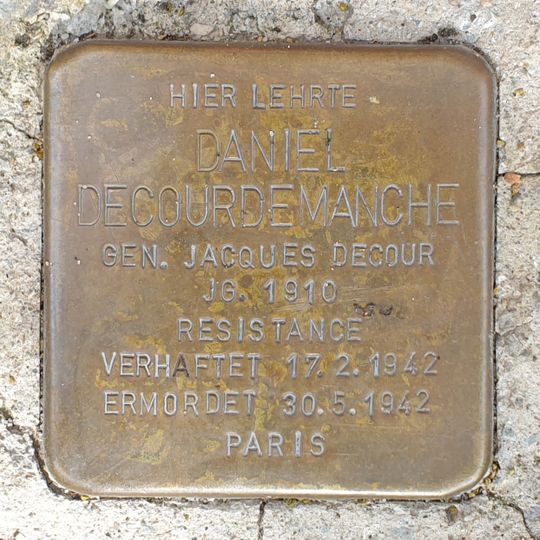 HIER LEHRTE
DANIEL
DECOURDEMANCHE
GEN. JACQUES DECOUR
JG. 1910
RESISTANCE
VERHAFTET 17.2.1942
ERMORDET 30.5.1942
PARIS